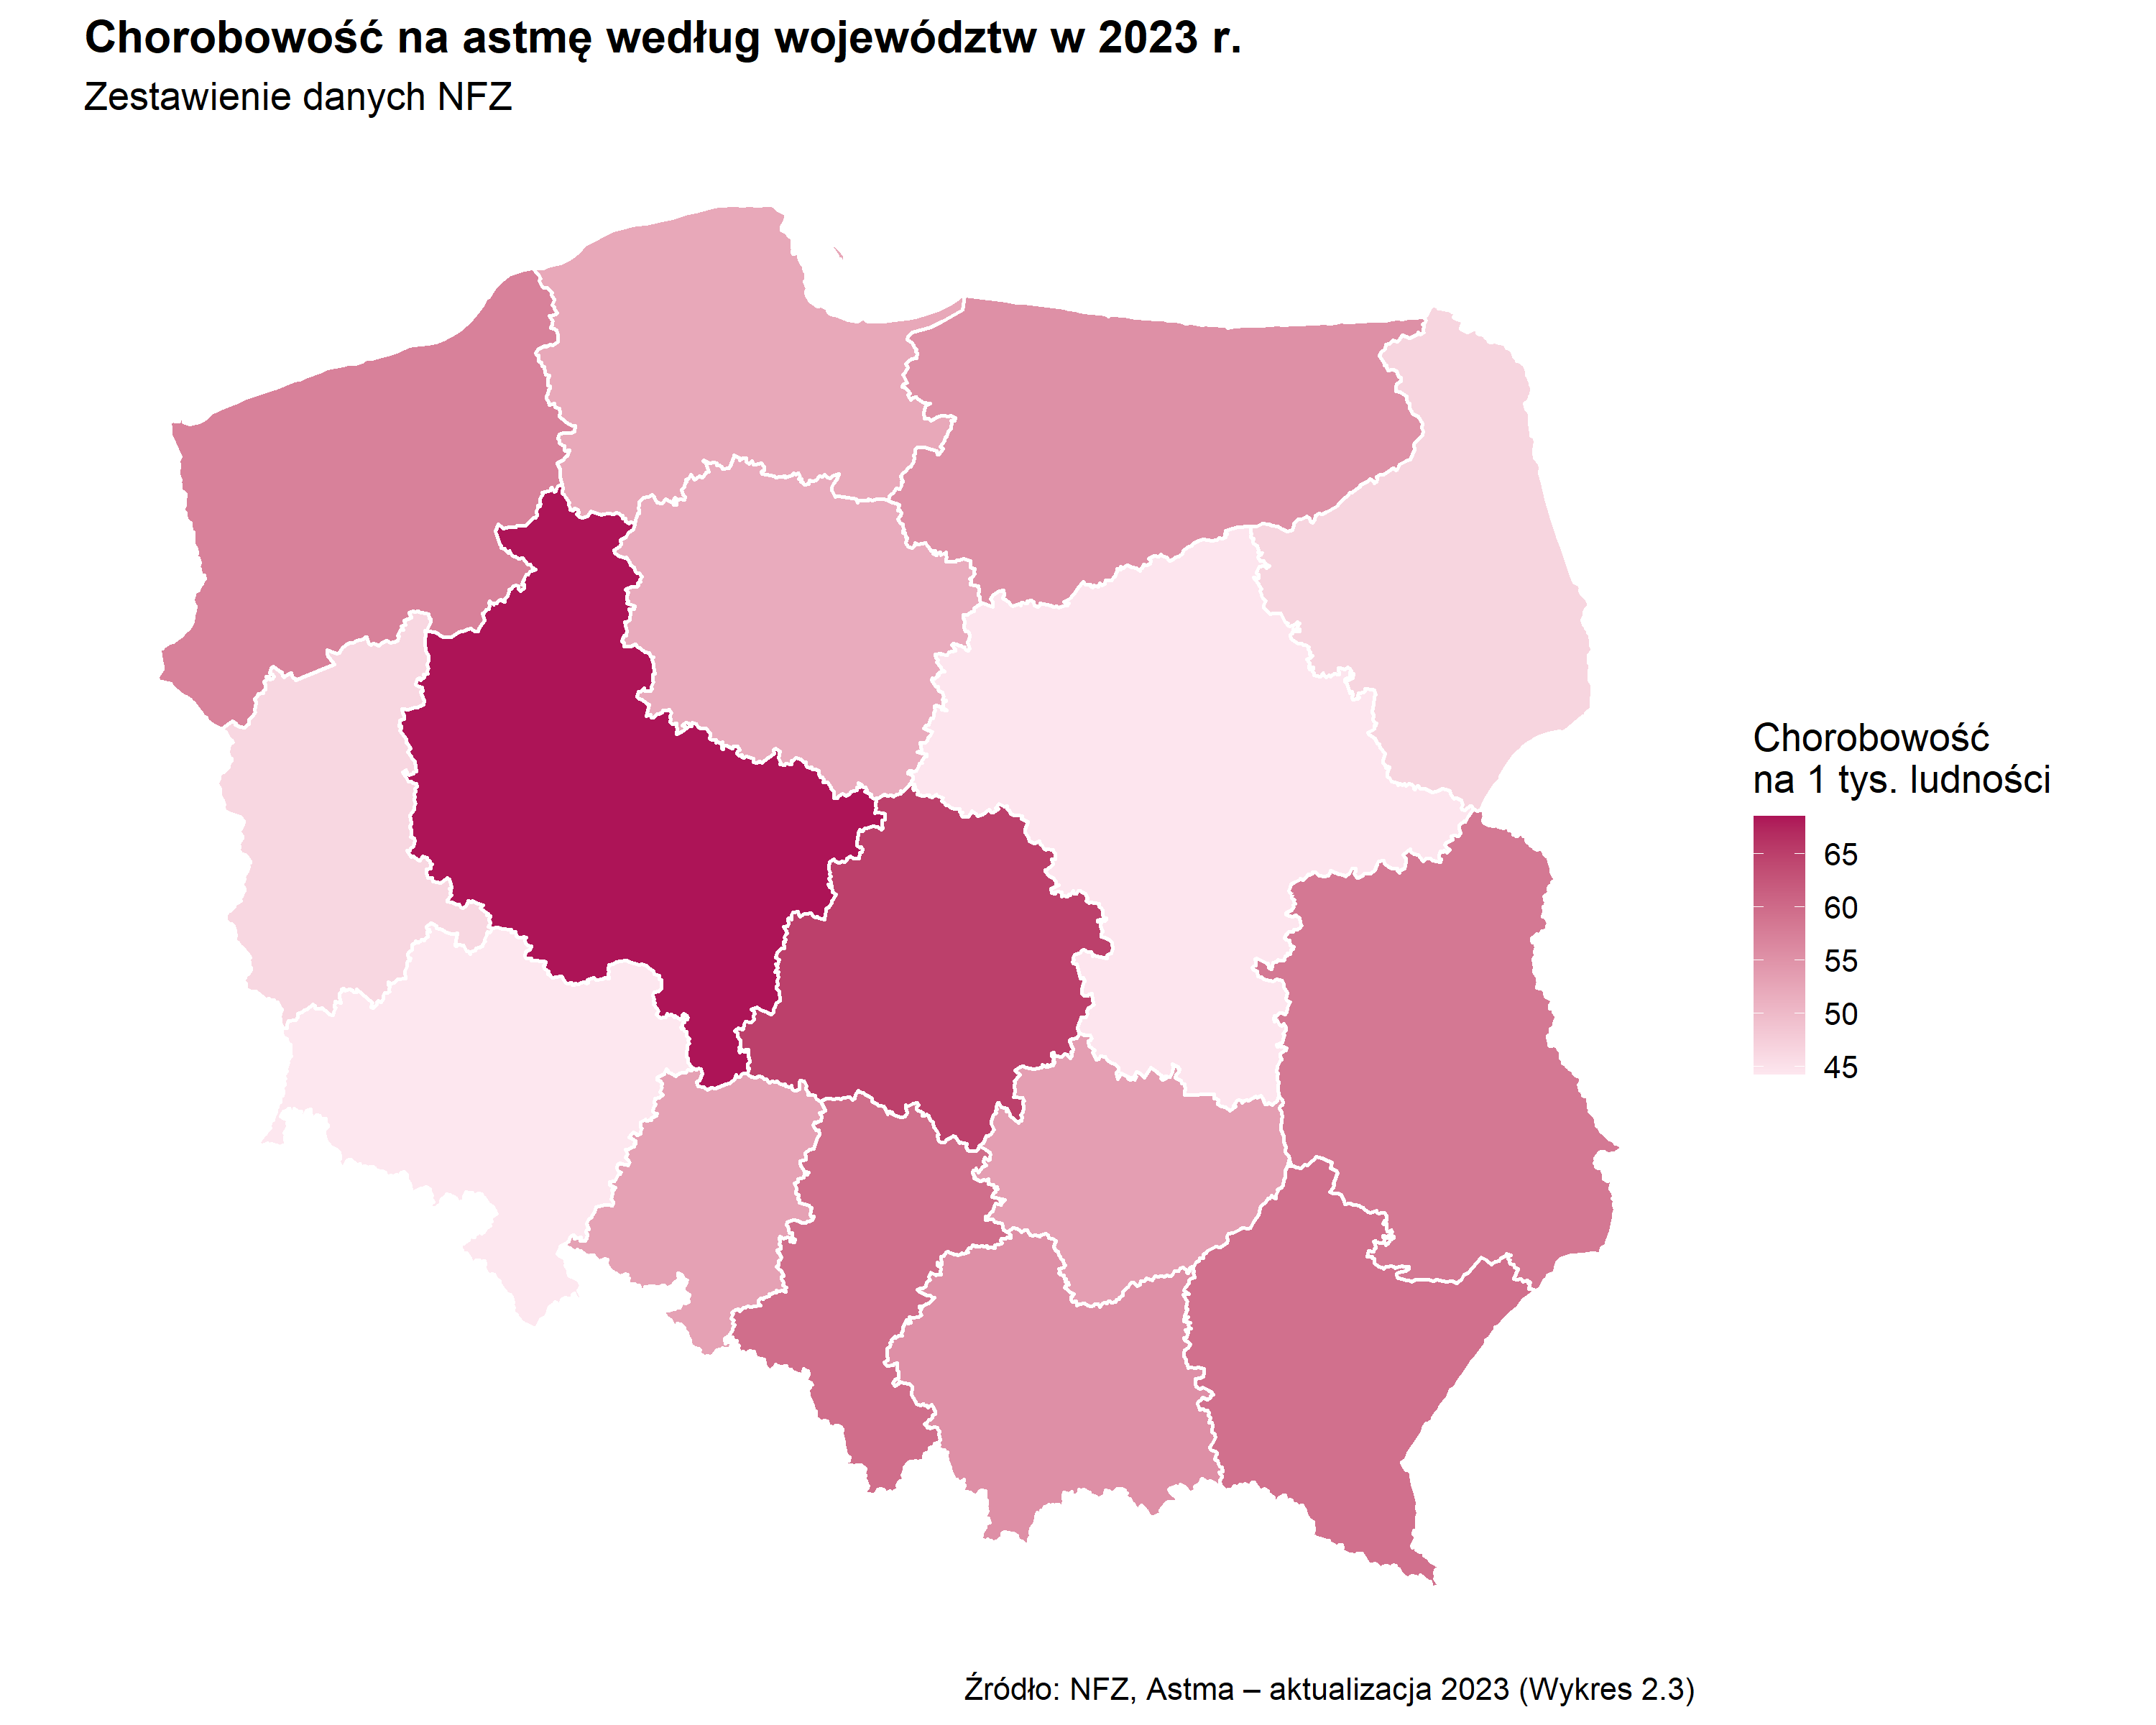 Chorobowość na astmę według województw w 2023 r.
Zestawienie danych NFZ
Chorobowość
na 1 tys. ludności
65
60
55
50
45
Źródło: NFZ, Astma – aktualizacja 2023 (Wykres 2.3)